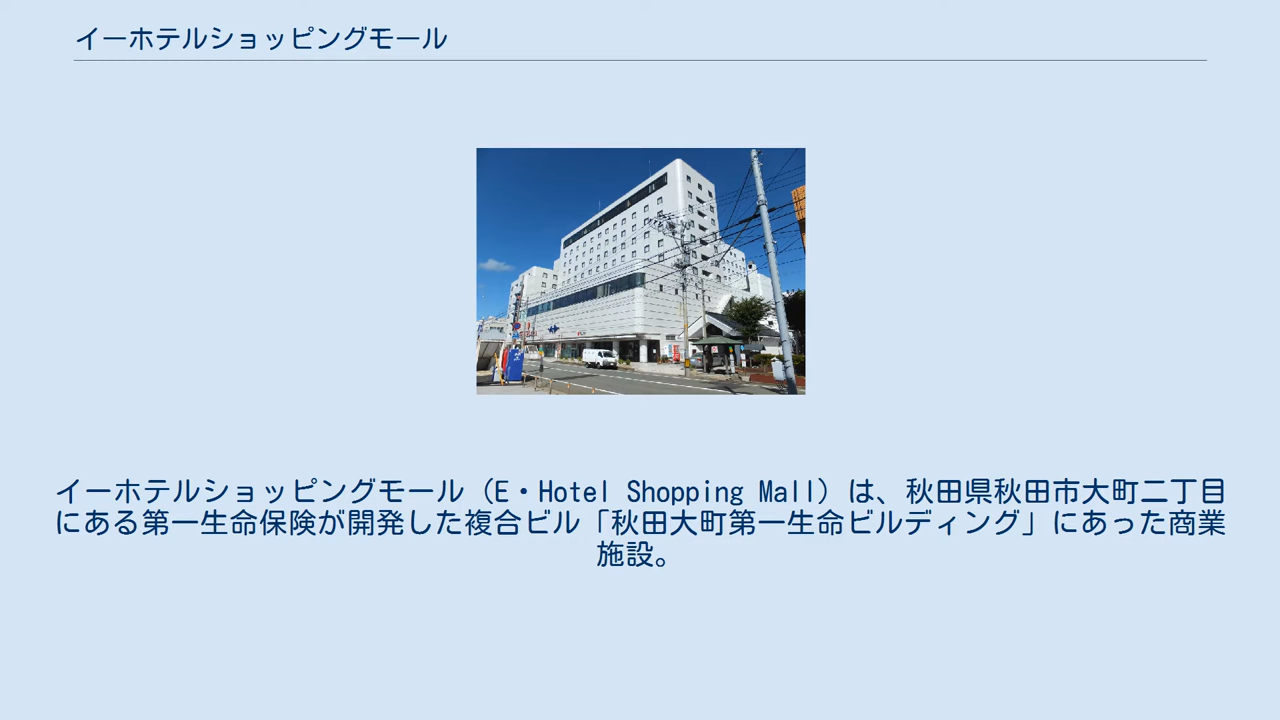 イーホテルショッピングモール
イーホテルショッピングモール（E・Hotel Shopping Mall）は、秋田県秋田市大町二丁目
にある第一生命保険が開発した複合ビル「秋田大町第一生命ビルディング」にあった商業
施設。